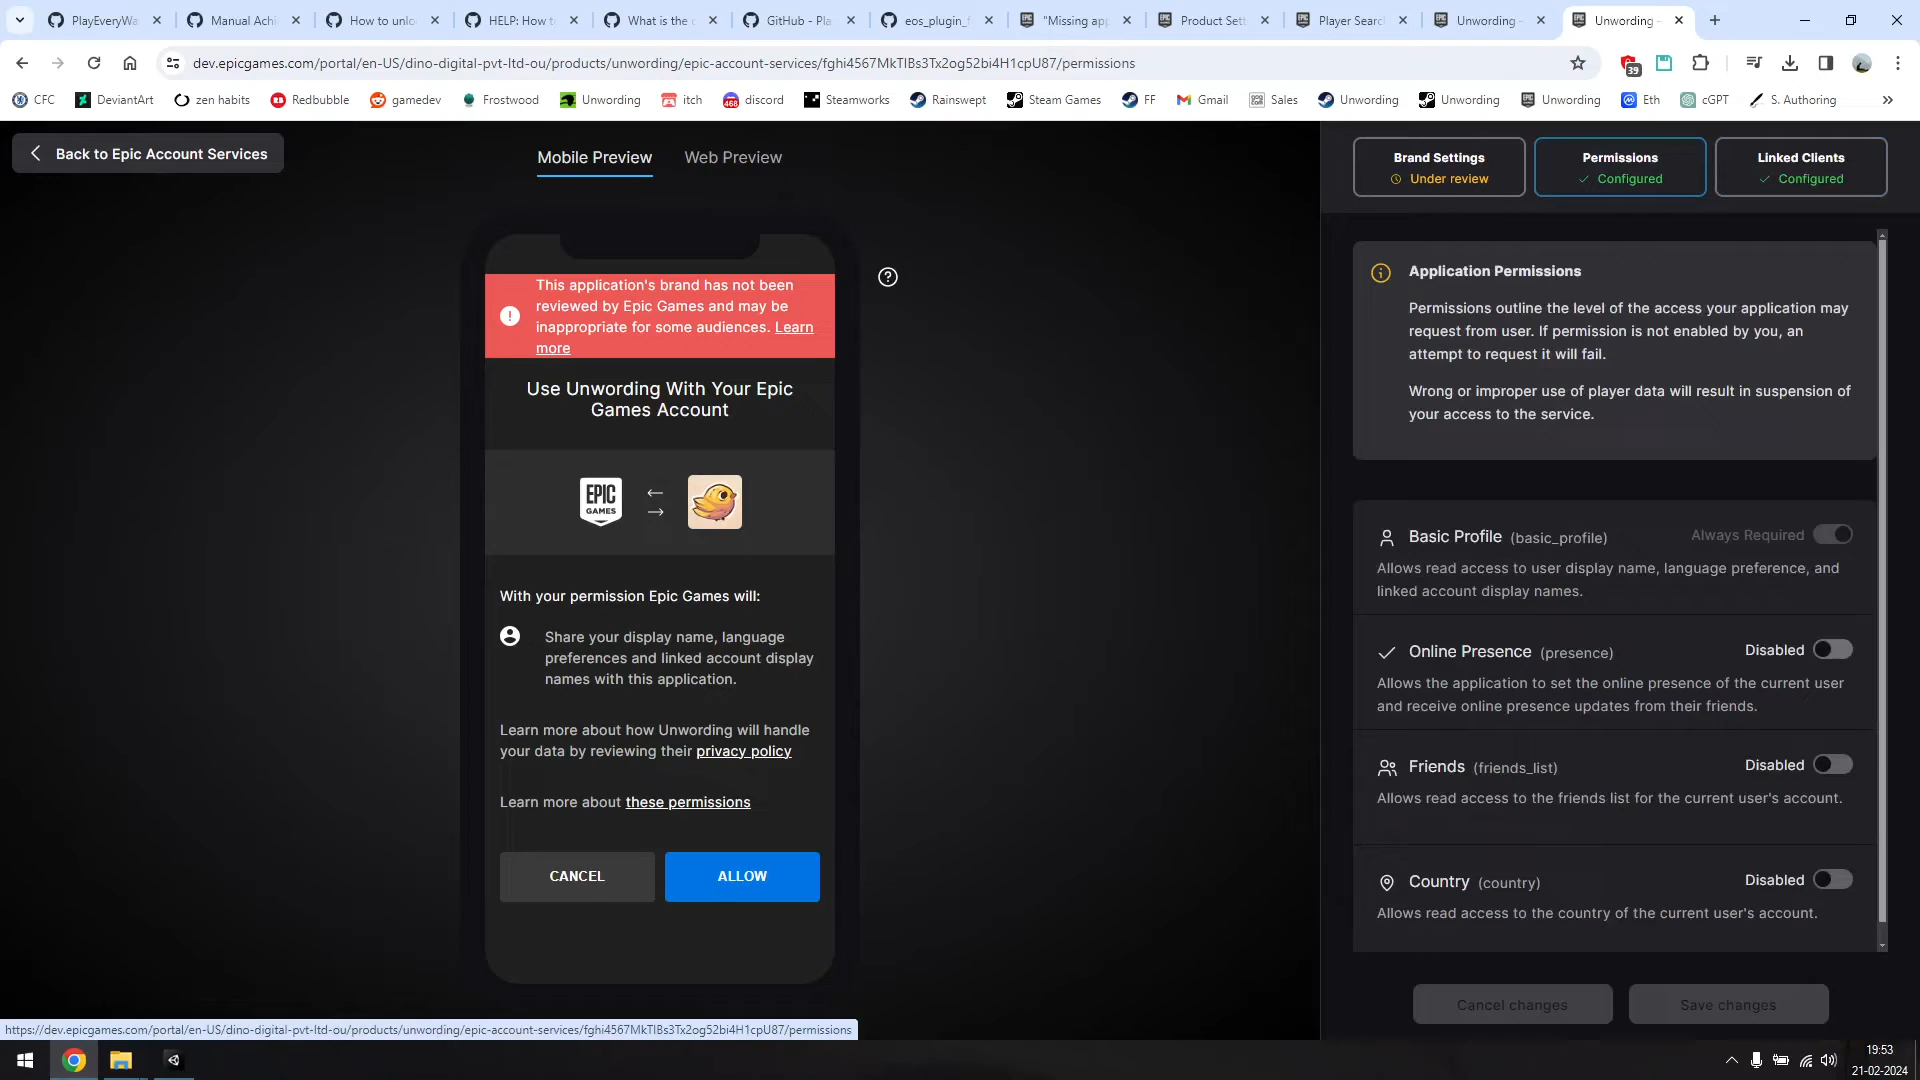 PlayEveryWa
Manual Achi
How to unlo
HELP: How to
What is the c
GitHub - Pla
eos_plugin_f
"Missing app
Product Sett
Player Searc
Unwording -
Unwording -
dev.epicgames.com/portal/en-US/dino-digital-pvt-ltd-ou/products/unwording/epic-account-services/fghi4567MkTlBs3Tx2og52bi4H1cpU87/permissions
39
CFC
DeviantArt
zen habits
Redbubble
gamedev
Frostwood
Unwording
itch
468
discord
Steamworks
Rainswept
Steam Games
FF
Gmail
Sales
Unwording
Unwording
Unwording
Eth
cGPT
S. Authoring
Back to Epic Account Services
Mobile Preview
Web Preview
Brand Settings
Under review
Permissions
Configured
Linked Clients
Configured
This application's brand has not been
reviewed by Epic Games and may be
inappropriate for some audiences. Learn
more
Use Unwording With Your Epic
Games Account
EPIC
GAMES
With your permission Epic Games will:
Share your display name, language
preferences and linked account display
names with this application.
Learn more about how Unwording will handle
your data by reviewing their privacy policy
Learn more about these permissions
CANCEL
ALLOW
Application Permissions
Permissions outline the level of the access your application may
request from user. If permission is not enabled by you, an
attempt to request it will fail.
Wrong or improper use of player data will result in suspension of
your access to the service.
Basic Profile (basic_profile)
Always Required
Allows read access to user display name, language preference, and
linked account display names.
Online Presence (presence)
Disabled
Allows the application to set the online presence of the current user
and receive online presence updates from their friends.
Friends (friends_list)
Disabled
Allows read access to the friends list for the current user's account.
Country (country)
Disabled
Allows read access to the country of the current user's account.
Cancel changes
Save changes
https://dev.epicgames.com/portal/en-US/dino-digital-pvt-ltd-ou/products/unwording/epic-account-services/fghi4567MkTlBs3Tx2og52bi4H1cpU87/permissions
19:53
21-02-2024